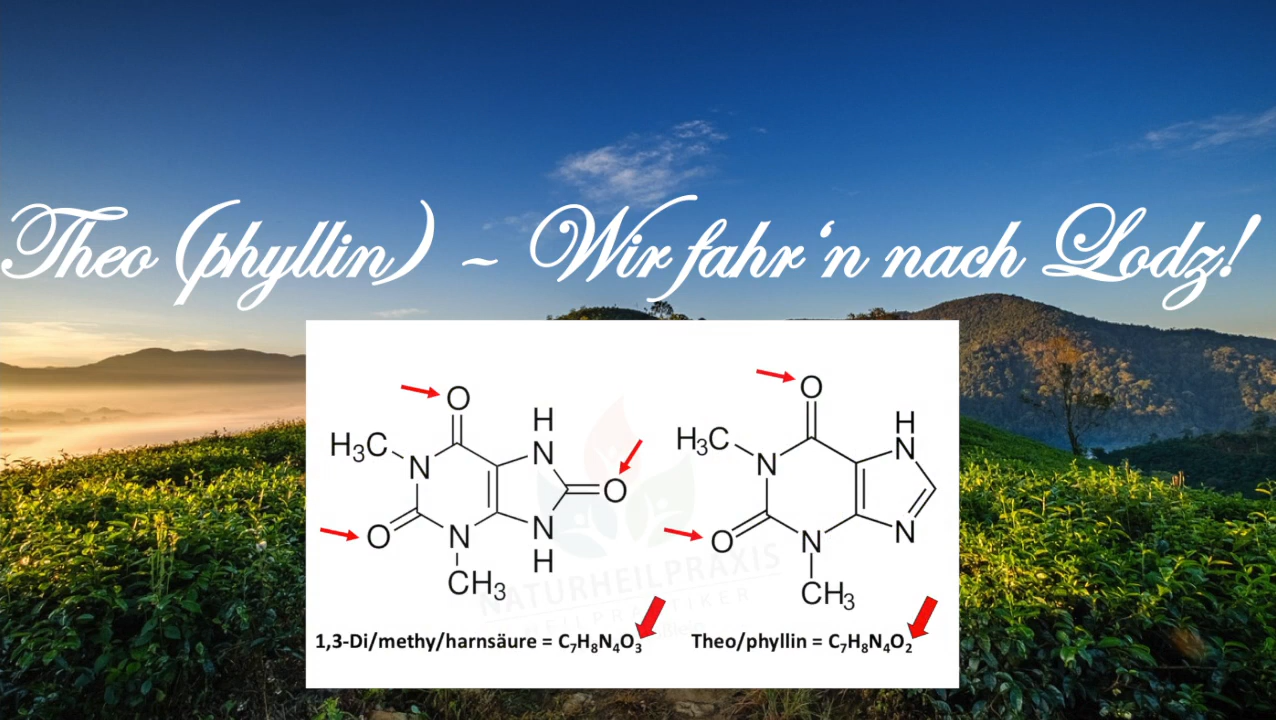 Theo (phyllin) ~ Wir fahr‘n nach Lodz!
O
H
O
H
H₃C
N
N
H₃C
N
N
O
O
N
N
O
N
N
H
CH₃
CH₃
NATURHEILPRAXIS
HEILPRAKTIKER
1,3-Di/methy/harnsäure = C₇H₈N₄O₃
Theo/phyllin = C₇H₈N₄O₂